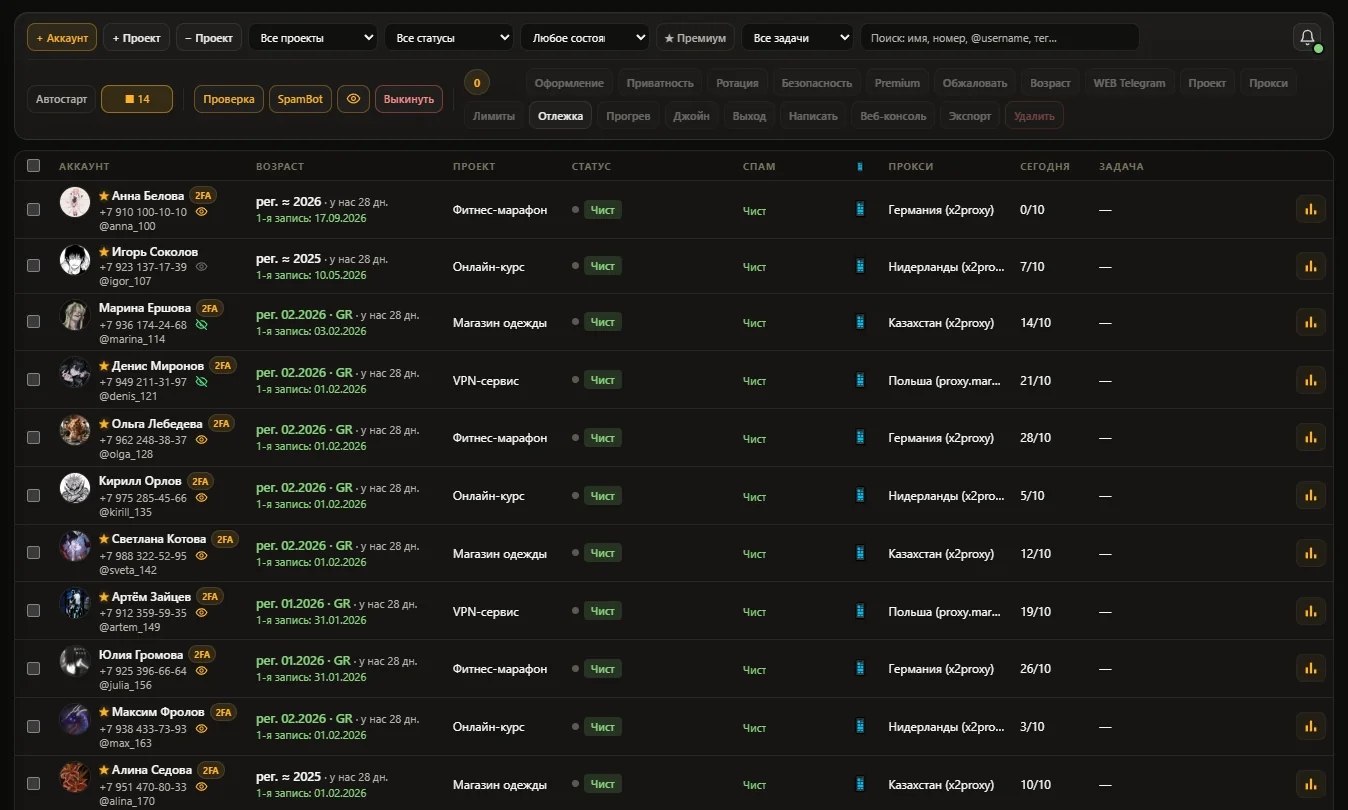 + Аккаунт + Проект − Проект Все проекты Все статусы Любое состоя ★ Премиум Все задачи Поиск: имя, номер, @username, тег...
Автостарт 14 Проверка SpamBot Выкинуть 0 Оформление Приватность Ротация Безопасность Premium Обжаловать Возраст WEB Telegram Проект Прокси
Лимиты Отлежка Прогрев Джойн Выход Написать Веб-консоль Экспорт Удалить
АККАУНТ ВОЗРАСТ ПРОЕКТ СТАТУС СПАМ ПРОКСИ СЕГОДНЯ ЗАДАЧА
★ Анна Белова 2FA
+7 910 100-10-10
@anna_100
рег. ≈ 2026 · у нас 28 дн.
1-я запись: 17.09.2026
Фитнес-марафон Чист Чист Германия (x2proxy) 0/10 —
★ Игорь Соколов
+7 923 137-17-39
@igor_107
рег. ≈ 2025 · у нас 28 дн.
1-я запись: 10.05.2026
Онлайн-курс Чист Чист Нидерланды (x2pro... 7/10 —
Марина Ершова 2FA
+7 936 174-24-68
@marina_114
рег. 02.2026 · GR · у нас 28 дн.
1-я запись: 03.02.2026
Магазин одежды Чист Чист Казахстан (x2proxy) 14/10 —
★ Денис Миронов 2FA
+7 949 211-31-97
@denis_121
рег. 02.2026 · GR · у нас 28 дн.
1-я запись: 01.02.2026
VPN-сервис Чист Чист Польша (proxy.mar... 21/10 —
★ Ольга Лебедева 2FA
+7 962 248-38-37
@olga_128
рег. 02.2026 · GR · у нас 28 дн.
1-я запись: 01.02.2026
Фитнес-марафон Чист Чист Германия (x2proxy) 28/10 —
Кирилл Орлов 2FA
+7 975 285-45-66
@kirill_135
рег. 02.2026 · GR · у нас 28 дн.
1-я запись: 01.02.2026
Онлайн-курс Чист Чист Нидерланды (x2pro... 5/10 —
★ Светлана Котова 2FA
+7 988 322-52-95
@sveta_142
рег. 02.2026 · GR · у нас 28 дн.
1-я запись: 01.02.2026
Магазин одежды Чист Чист Казахстан (x2proxy) 12/10 —
★ Артём Зайцев 2FA
+7 912 359-59-35
@artem_149
рег. 01.2026 · GR · у нас 28 дн.
1-я запись: 31.01.2026
VPN-сервис Чист Чист Польша (proxy.mar... 19/10 —
Юлия Громова 2FA
+7 925 396-66-64
@julia_156
рег. 01.2026 · GR · у нас 28 дн.
1-я запись: 31.01.2026
Фитнес-марафон Чист Чист Германия (x2proxy) 26/10 —
★ Максим Фролов 2FA
+7 938 433-73-93
@max_163
рег. 02.2026 · GR · у нас 28 дн.
1-я запись: 01.02.2026
Онлайн-курс Чист Чист Нидерланды (x2pro... 3/10 —
★ Алина Седова 2FA
+7 951 470-80-33
@alina_170
рег. ≈ 2025 · у нас 28 дн.
1-я запись: 01.02.2026
Магазин одежды Чист Чист Казахстан (x2proxy) 10/10 —